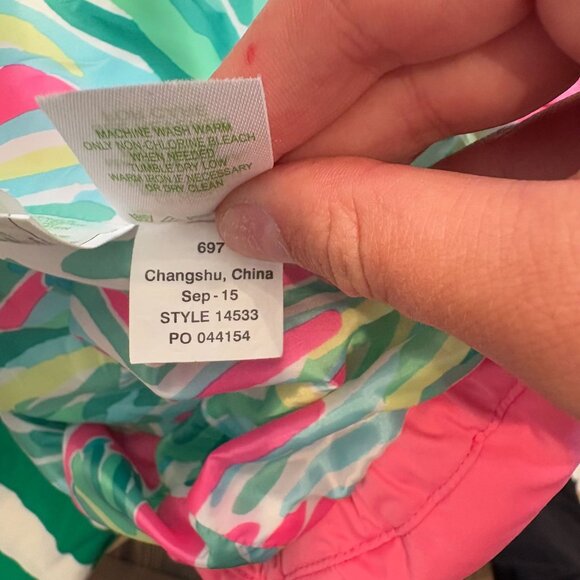 MACHINE WASH WARM
ONLY NON-CHLORINE BLEACH
WHEN NEEDED
TUMBLE DRY LOW
WARM IRON IF NECESSARY
OR DRY CLEAN
697
Changshu, China
Sep - 15
STYLE 14533
PO 044154